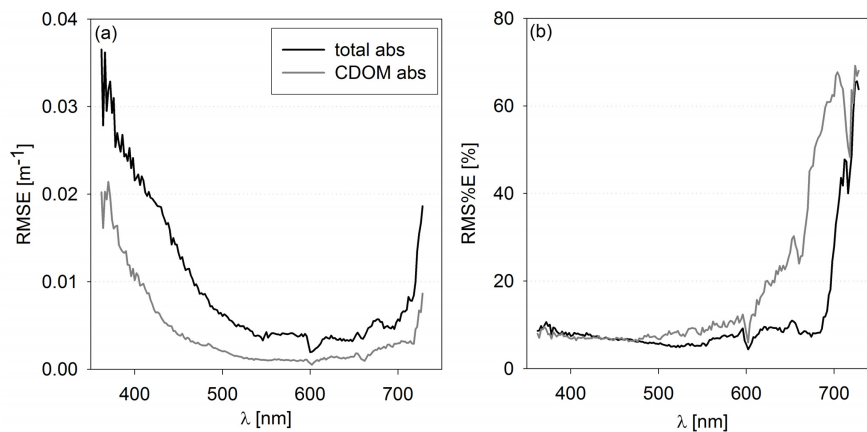 (a)
total abs
CDOM abs
RMSE [m-1]
0.04
0.03
0.02
0.01
0.00
400
500
600
700
λ [nm]
(b)
RMS%E [%]
80
60
40
20
0
400
500
600
700
λ [nm]